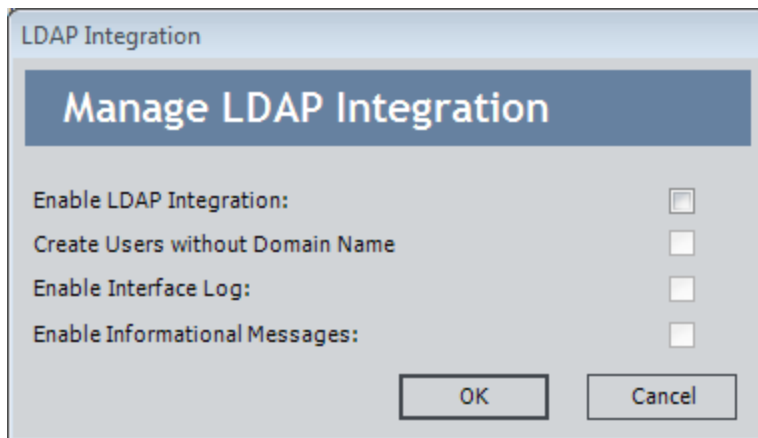 LDAP Integration
Manage LDAP Integration
Enable LDAP Integration:
Create Users without Domain Name
Enable Interface Log:
Enable Informational Messages:
OK Cancel